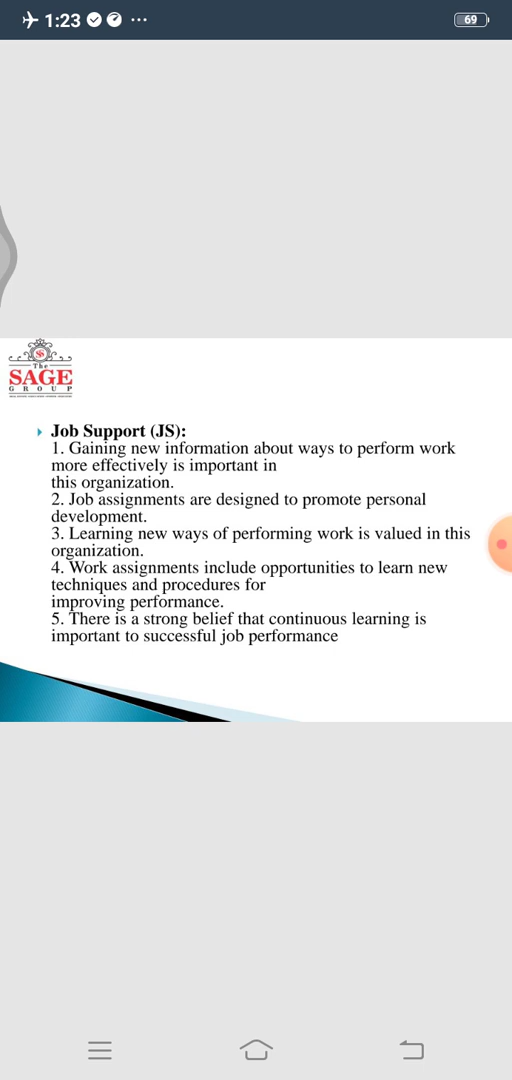 1:23
69
The
SAGE
GROUP
Job Support (JS):
1. Gaining new information about ways to perform work
more effectively is important in
this organization.
2. Job assignments are designed to promote personal
development.
3. Learning new ways of performing work is valued in this
organization.
4. Work assignments include opportunities to learn new
techniques and procedures for
improving performance.
5. There is a strong belief that continuous learning is
important to successful job performance